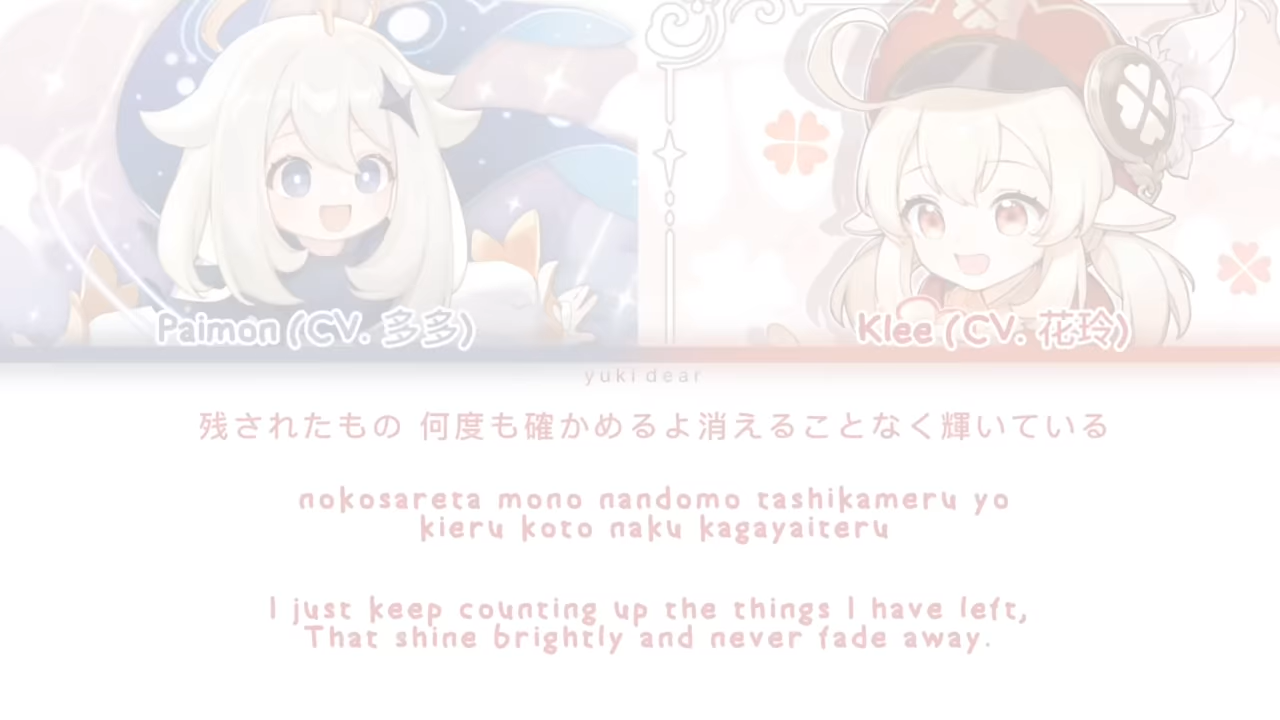 Paimon (CV. 多多)
Klee (CV. 花玲)
yuki dear
残されたもの 何度も確かめるよ消えることなく輝いている
nokosareta mono nandomo tashikameru yo
kieru koto naku kagayaiteru
I just keep counting up the things I have left,
That shine brightly and never fade away.